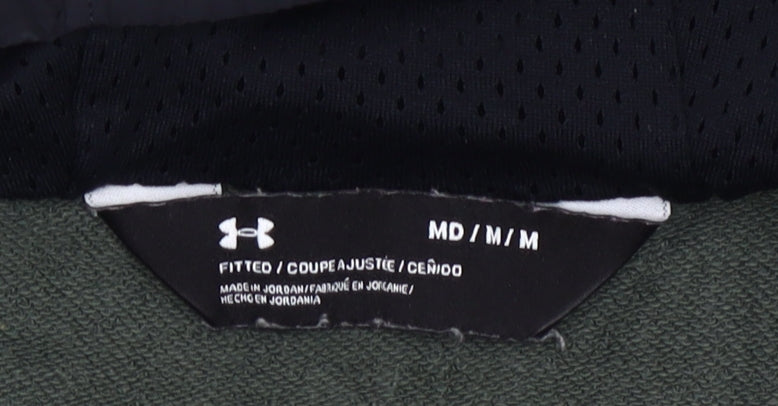 MD / M / M
FITTED / COUPE AJUSTÉE / CEÑIDO
MADE IN JORDAN / FABRIQUÉ EN JORDANIE /
HECHO EN JORDANIA